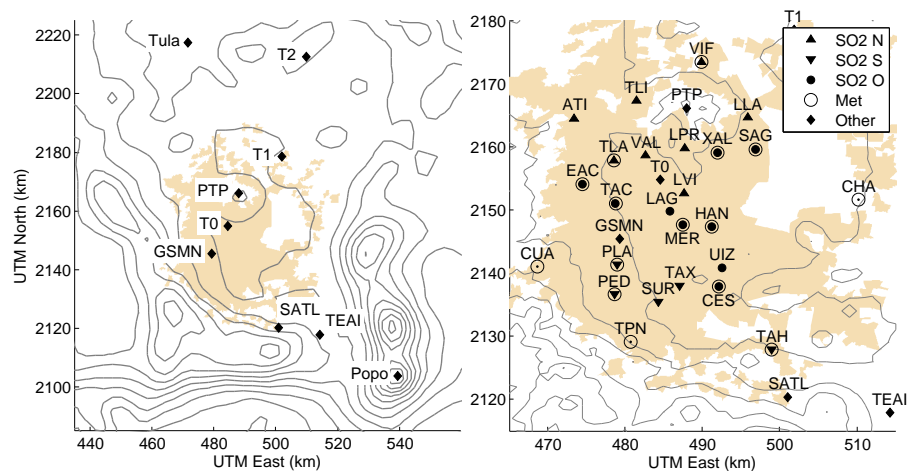 2220
2200
2180
2160
2140
2120
2100
UTM North (km)
440
460
480
500
520
540
UTM East (km)
Tula
T2
T1
PTP
T0
GSMN
SATL
TEAI
Popo
2180
2170
2160
2150
2140
2130
2120
470
480
490
500
510
UTM East (km)
T1
SO2 N
SO2 S
SO2 O
Met
Other
VIF
TLI
PTP
ATI
LLA
LPR
XAL
SAG
TLA
VAL
T0
EAC
TAC
LVI
LAG
CHA
GSMN
MER
HAN
CUA
PLA
UIZ
PED
SUR
TAX
CES
TPN
TAH
SATL
TEAI